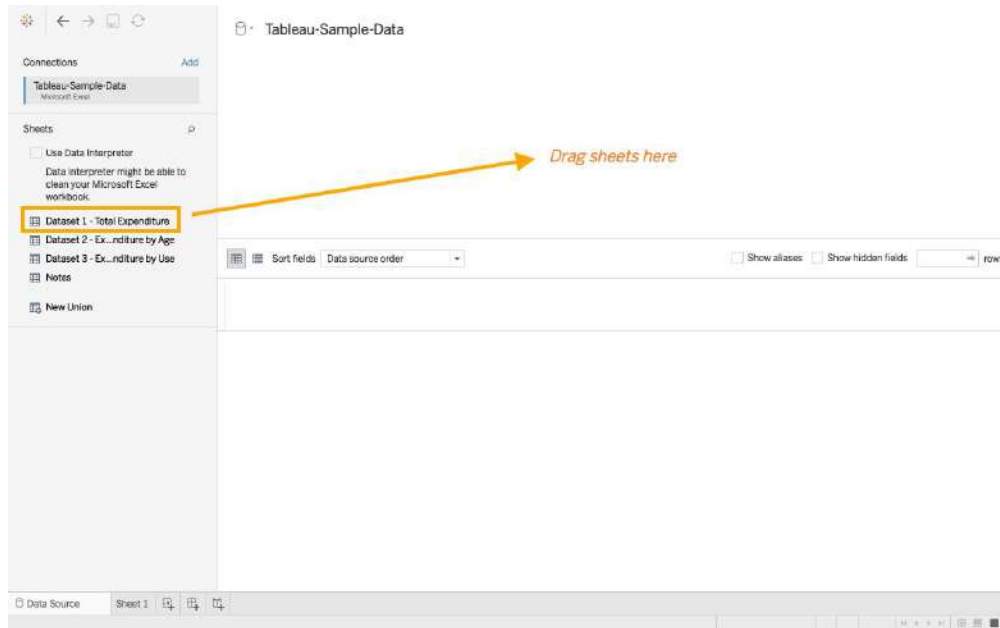 Tableau-Sample-Data
Connections Add
Tableau-Sample-Data
Microsoft Excel
Sheets
Use Data Interpreter
Data Interpreter might be able to
clean your Microsoft Excel
workbook.
Dataset 1 - Total Expenditure
Dataset 2 - Ex...nditure by Age
Dataset 3 - Ex...nditure by Use
Notes
New Union
Drag sheets here
Sort fields Data source order
Show aliases Show hidden fields row
Data Source Sheet 1